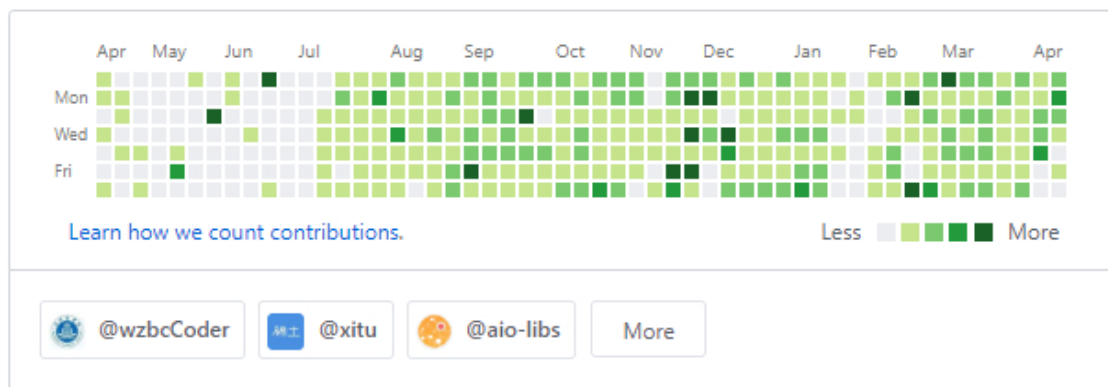 Apr May Jun Jul Aug Sep Oct Nov Dec Jan Feb Mar Apr
Mon
Wed
Fri
Learn how we count contributions.
Less More
@wzbcCoder @xitu @aio-libs More